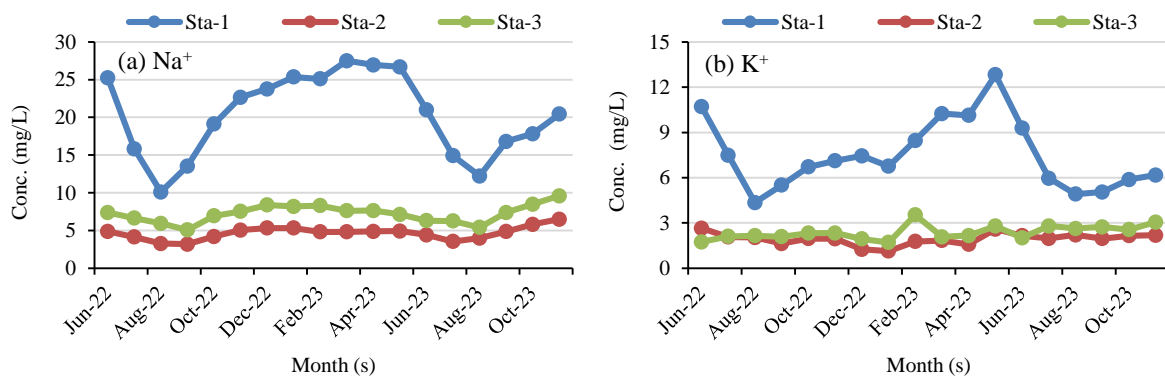 Sta-1 Sta-2 Sta-3
(a) Na⁺
Conc. (mg/L)
30
25
20
15
10
5
0
Jun-22 Aug-22 Oct-22 Dec-22 Feb-23 Apr-23 Jun-23 Aug-23 Oct-23
Month (s)
Sta-1 Sta-2 Sta-3
(b) K⁺
Conc. (mg/L)
15
12
9
6
3
0
Jun-22 Aug-22 Oct-22 Dec-22 Feb-23 Apr-23 Jun-23 Aug-23 Oct-23
Month (s)